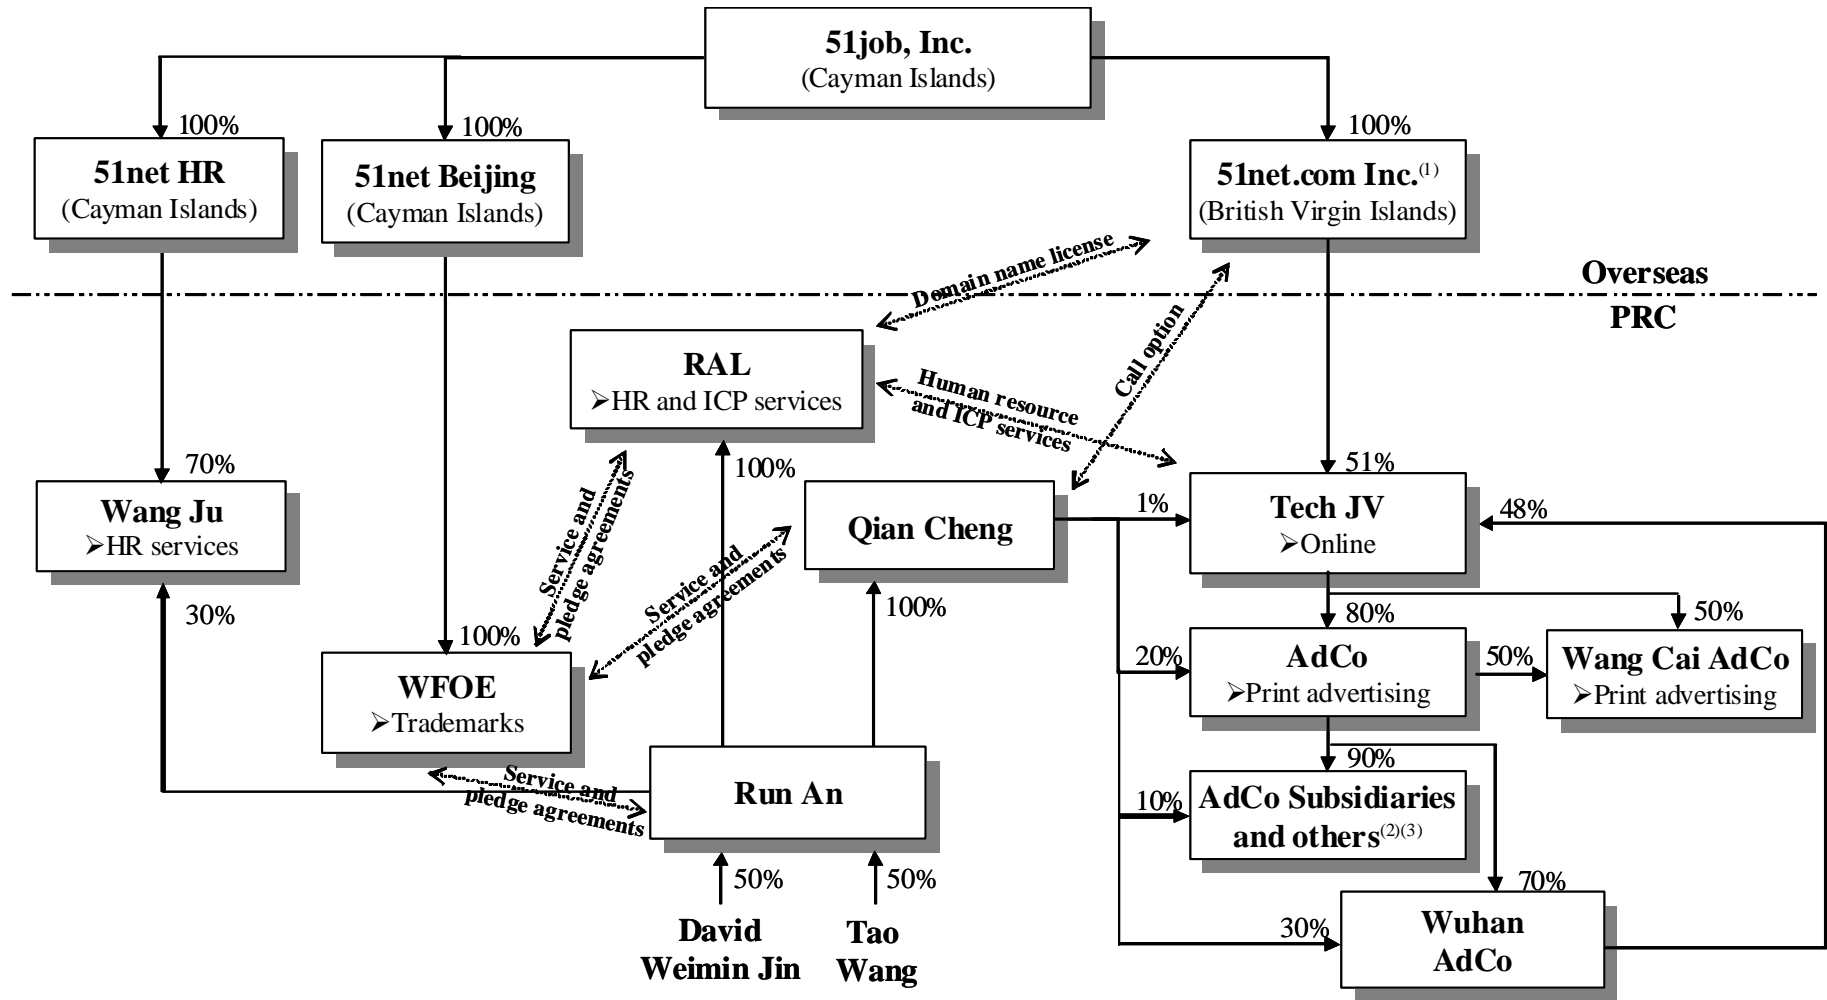 51job, Inc.
(Cayman Islands)
100%
100%
100%
51net HR
(Cayman Islands)
51net Beijing
(Cayman Islands)
51net.com Inc.(1)
(British Virgin Islands)
Domain name license
Overseas
PRC
Call option
RAL
➢HR and ICP services
Human resource
and ICP services
70%
100%
51%
Wang Ju
➢HR services
Service and
pledge agreements
Qian Cheng
1%
Tech JV
➢Online
48%
Service and
pledge agreements
30%
100%
100%
80%
50%
WFOE
➢Trademarks
20%
AdCo
➢Print advertising
50%
Wang Cai AdCo
➢Print advertising
Service and
pledge agreements
Run An
90%
10%
AdCo Subsidiaries
and others(2)(3)
50%
50%
70%
David
Weimin Jin
Tao
Wang
30%
Wuhan
AdCo